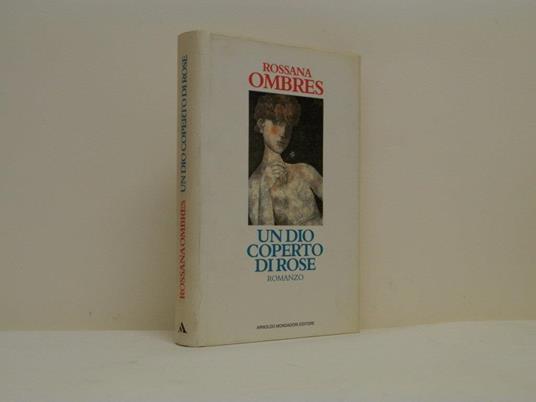 ROSSANA
OMBRES
UN DIO
COPERTO
DI ROSE
ROMANZO
ARNOLDO MONDADORI EDITORE
ROSSANA OMBRES UN DIO COPERTO DI ROSE
A